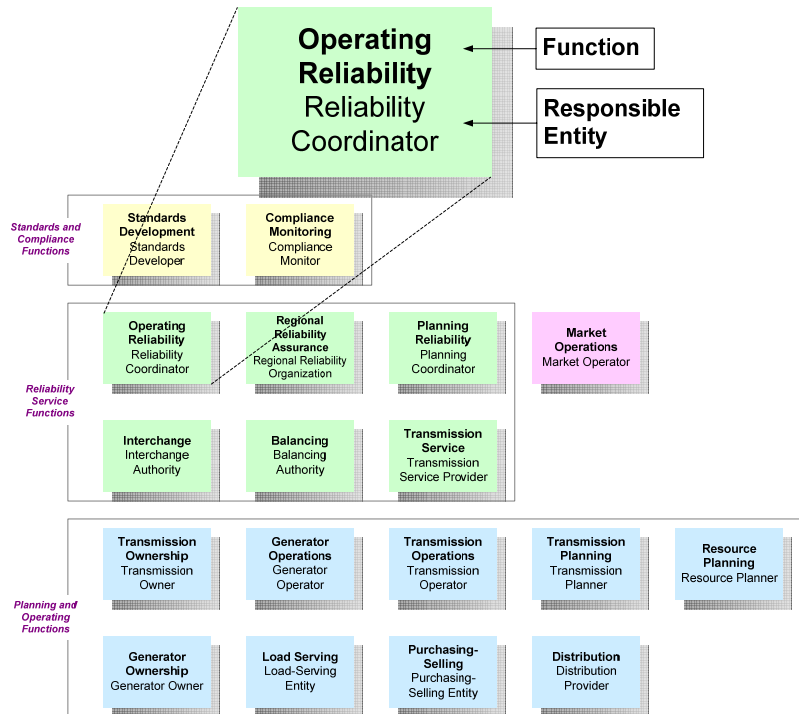 Operating
Reliability
Reliability
Coordinator
Function
Responsible
Entity
Standards and
Compliance
Functions
Standards
Development
Standards
Developer
Compliance
Monitoring
Compliance
Monitor
Reliability
Service
Functions
Operating
Reliability
Reliability
Coordinator
Regional
Reliability
Assurance
Regional Reliability
Organization
Planning
Reliability
Planning
Coordinator
Market
Operations
Market Operator
Interchange
Interchange
Authority
Balancing
Balancing
Authority
Transmission
Service
Transmission
Service Provider
Planning and
Operating
Functions
Transmission
Ownership
Transmission
Owner
Generator
Operations
Generator
Operator
Transmission
Operations
Transmission
Operator
Transmission
Planning
Transmission
Planner
Resource
Planning
Resource Planner
Generator
Ownership
Generator Owner
Load Serving
Load-Serving
Entity
Purchasing-
Selling
Purchasing-
Selling Entity
Distribution
Distribution
Provider